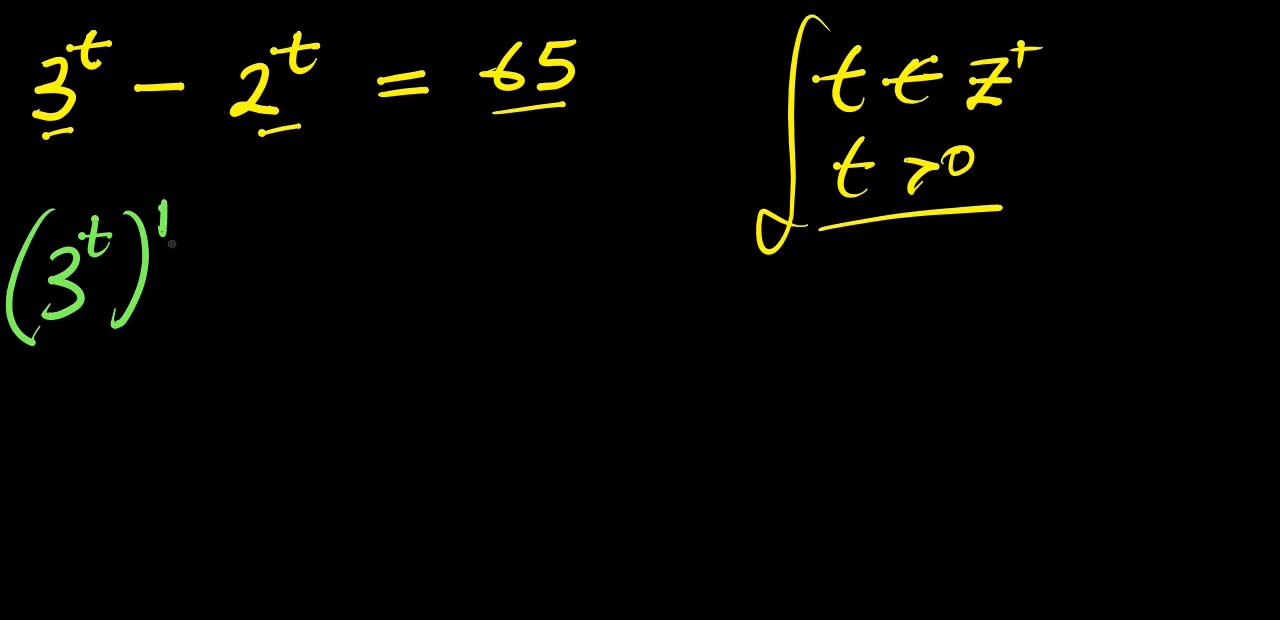 3^t - 2^t = 65
t ∈ Z^+
t > 0
(3^t)^1